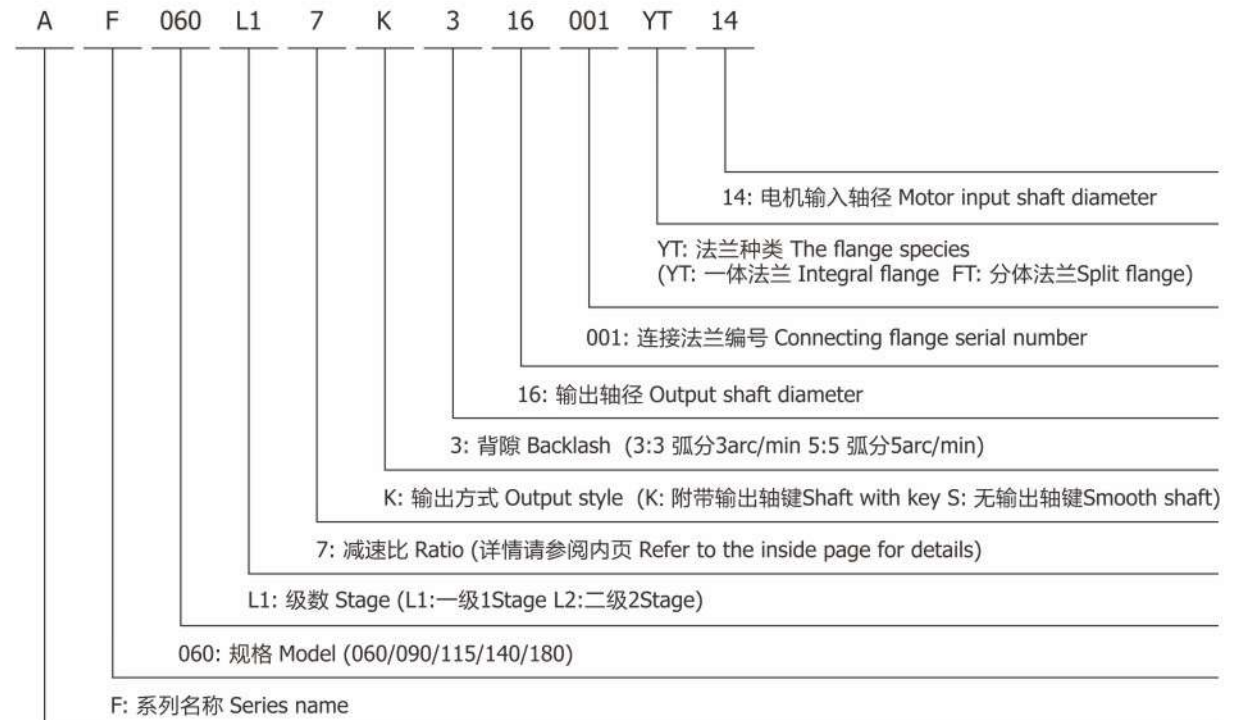 A F 060 L1 7 K 3 16 001 YT 14
14: 电机输入轴径 Motor input shaft diameter
YT: 法兰种类 The flange species
(YT: 一体法兰 Integral flange FT: 分体法兰Split flange)
001: 连接法兰编号 Connecting flange serial number
16: 输出轴径 Output shaft diameter
3: 背隙 Backlash (3:3 弧分3arc/min 5:5 弧分5arc/min)
K: 输出方式 Output style (K: 附带输出轴键Shaft with key S: 无输出轴键Smooth shaft)
7: 减速比 Ratio (详情请参阅内页 Refer to the inside page for details)
L1: 级数 Stage (L1:一级1Stage L2:二级2Stage)
060: 规格 Model (060/090/115/140/180)
F: 系列名称 Series name